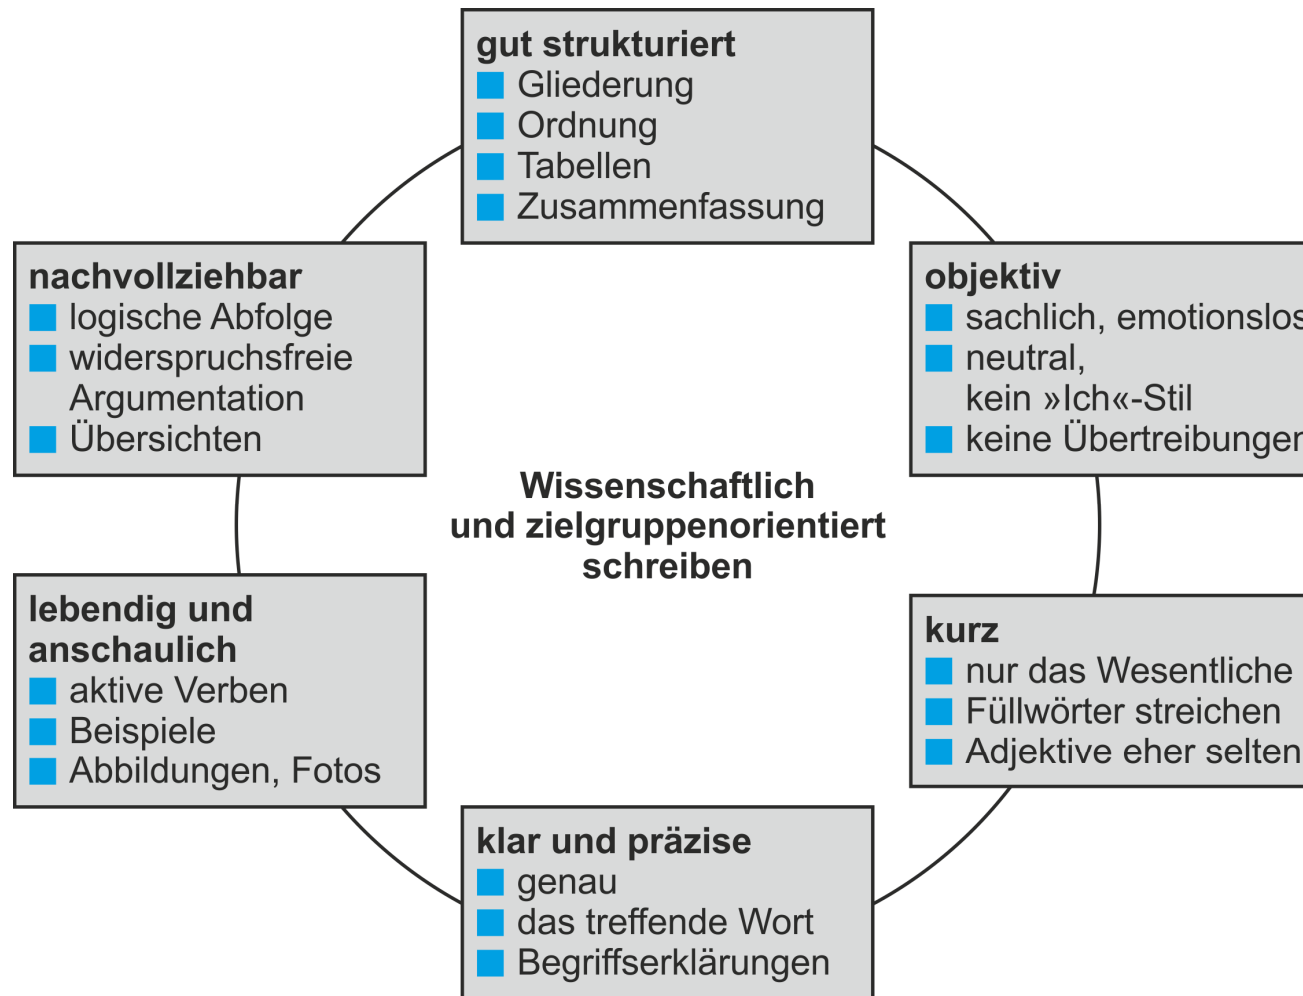 gut strukturiert
Gliederung
Ordnung
Tabellen
Zusammenfassung
objektiv
sachlich, emotionslos
neutral,
kein »Ich«-Stil
keine Übertreibungen
kurz
nur das Wesentliche
Füllwörter streichen
Adjektive eher selten
klar und präzise
genau
das treffende Wort
Begriffserklärungen
lebendig und
anschaulich
aktive Verben
Beispiele
Abbildungen, Fotos
nachvollziehbar
logische Abfolge
widerspruchsfreie
Argumentation
Übersichten
Wissenschaftlich
und zielgruppenorientiert
schreiben